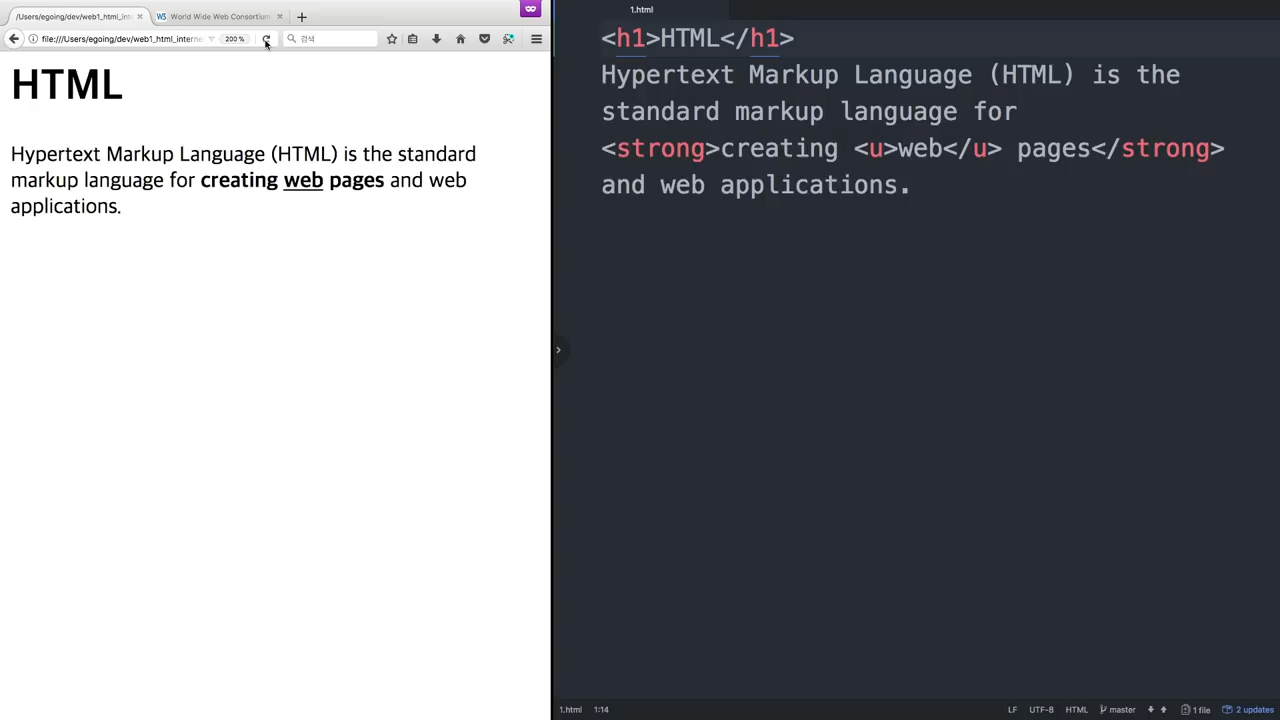 /Users/egoing/dev/web1_html_inte
World Wide Web Consortium
file:///Users/egoing/dev/web1_html_interne
200 %
검색
HTML
Hypertext Markup Language (HTML) is the standard
markup language for creating web pages and web
applications.
1.html
<h1>HTML</h1>
Hypertext Markup Language (HTML) is the
standard markup language for
<strong>creating <u>web</u> pages</strong>
and web applications.
1.html 1:14
LF UTF-8 HTML master 1 file 2 updates